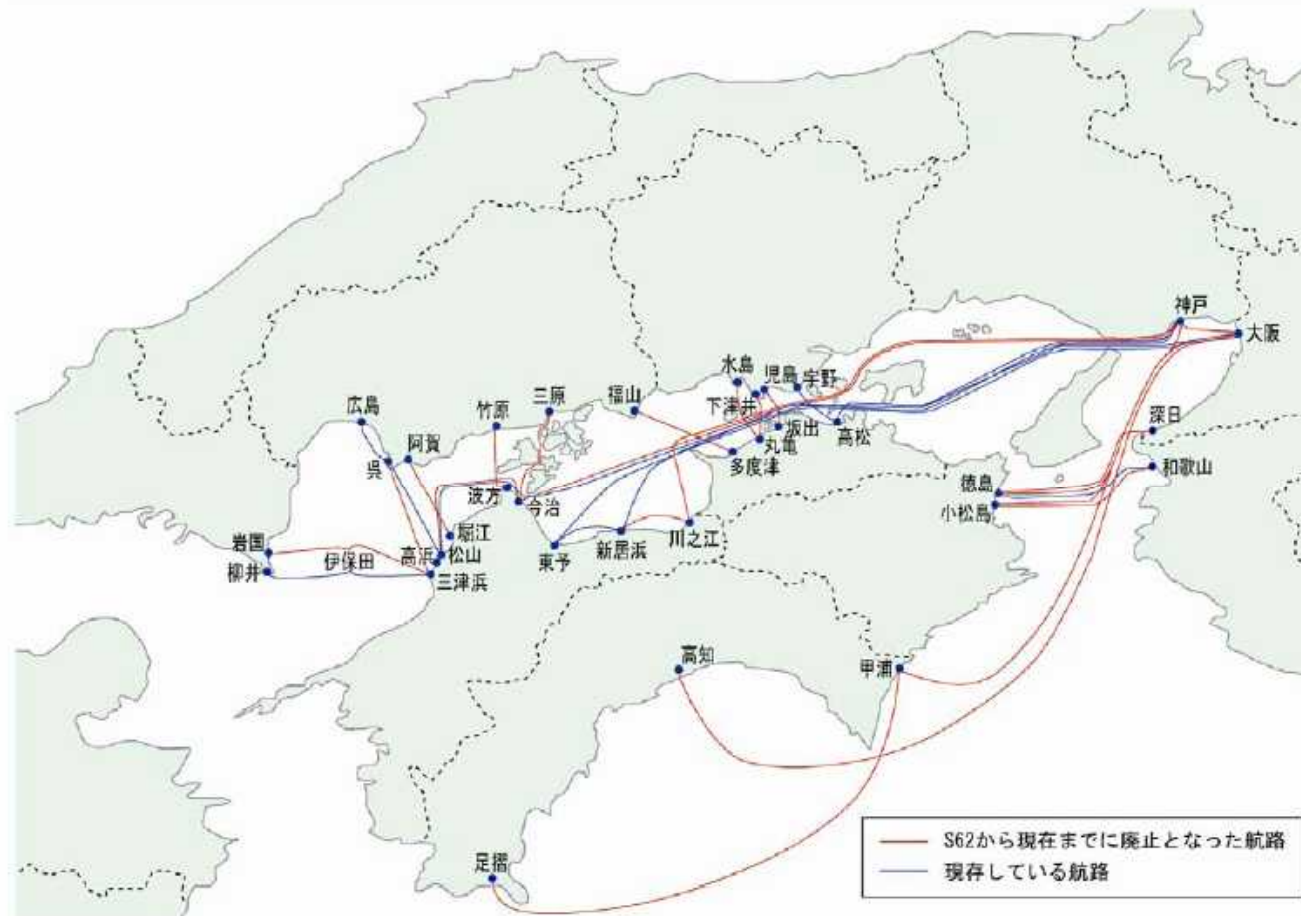 神戸
大阪
水島
児島
宇野
三原
福山
下津井
広島
竹原
坂出
高松
深日
阿賀
丸亀
呉
多度津
和歌山
波方
今治
徳島
小松島
堀江
川之江
岩国
高浜
松山
東予
新居浜
伊保田
柳井
三津浜
高知
甲浦
S62から現在までに廃止となった航路
足摺
現存している航路